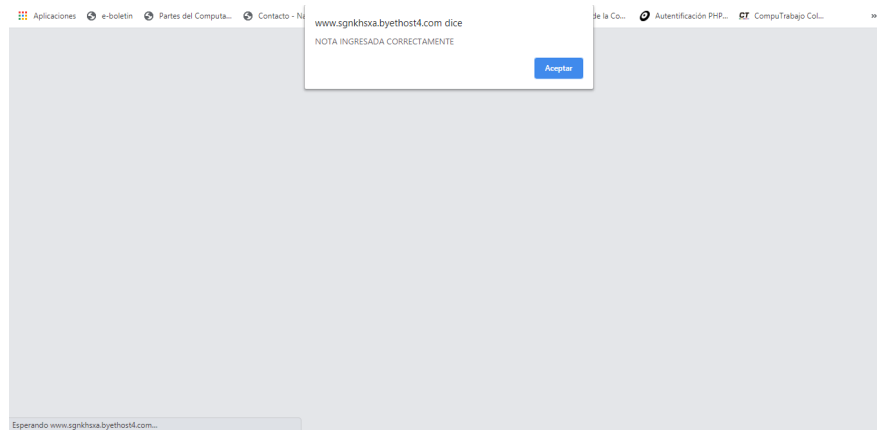 Aplicaciones e-boletin Partes del Computa... Contacto - Na de la Co... Autentificación PHP... CT CompuTrabajo Col... »
www.sgnkhsxa.byethost4.com dice
NOTA INGRESADA CORRECTAMENTE
Aceptar
Esperando www.sgnkhsxa.byethost4.com...